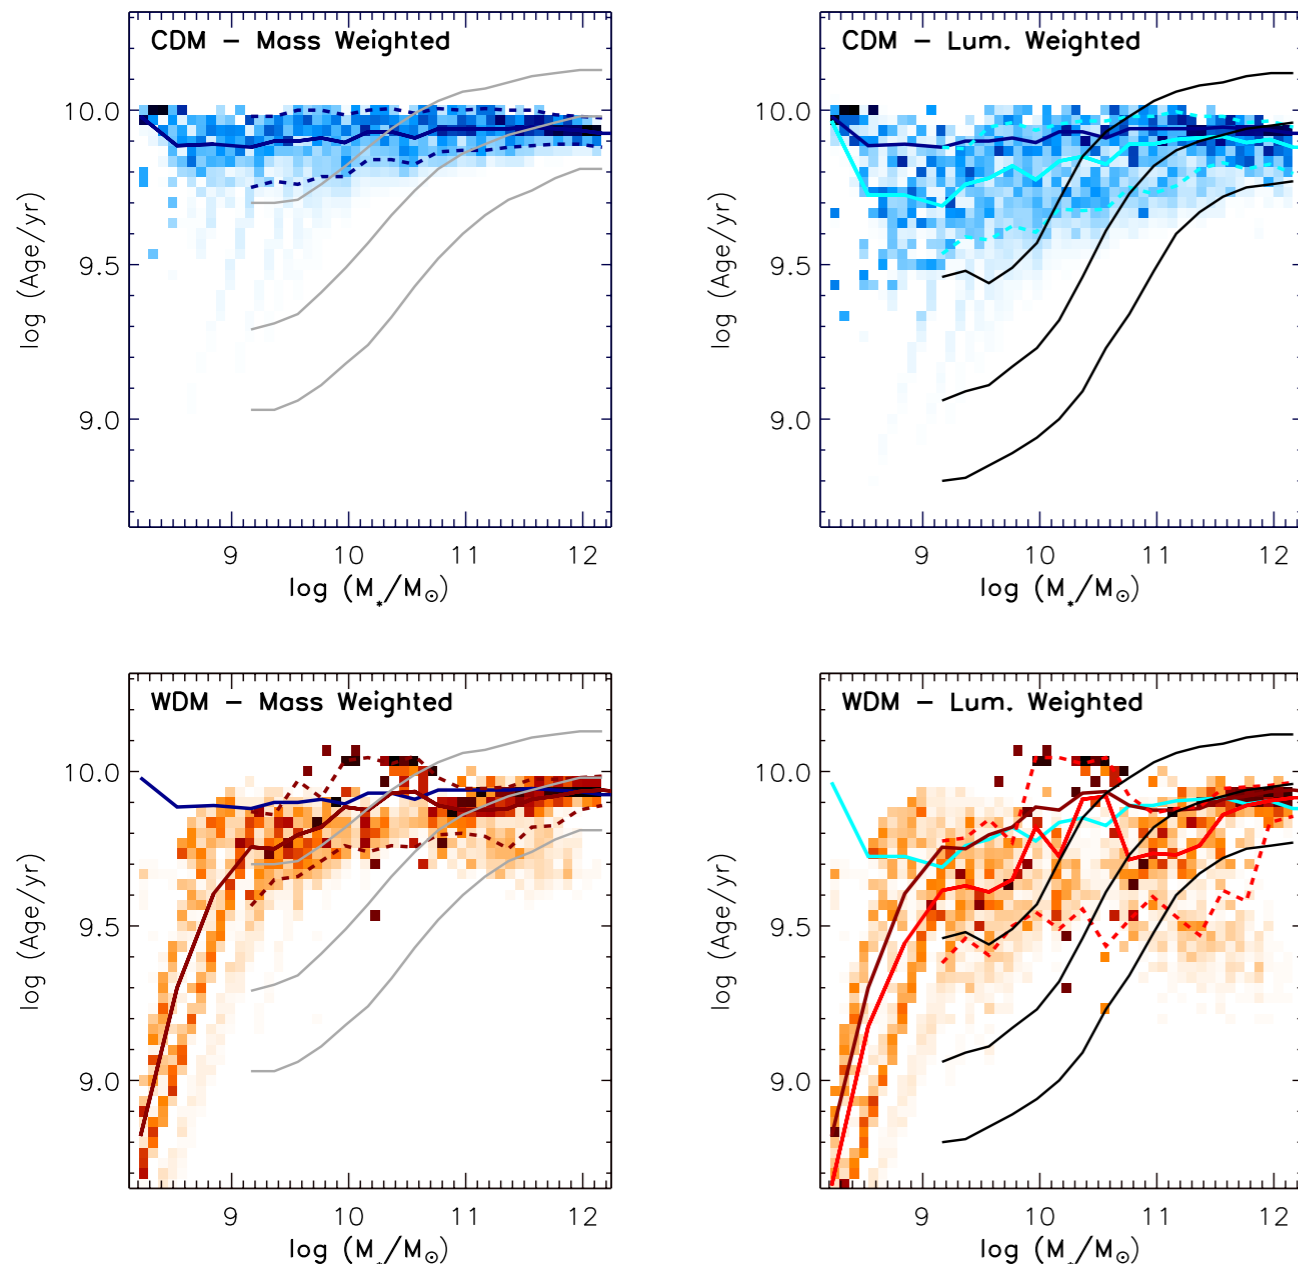 CDM – Mass Weighted
10.0
9.5
9.0
log (Age/yr)
9 10 11 12
log (M*/M☉)
CDM – Lum. Weighted
10.0
9.5
9.0
log (Age/yr)
9 10 11 12
log (M*/M☉)
WDM – Mass Weighted
10.0
9.5
9.0
log (Age/yr)
9 10 11 12
log (M*/M☉)
WDM – Lum. Weighted
10.0
9.5
9.0
log (Age/yr)
9 10 11 12
log (M*/M☉)